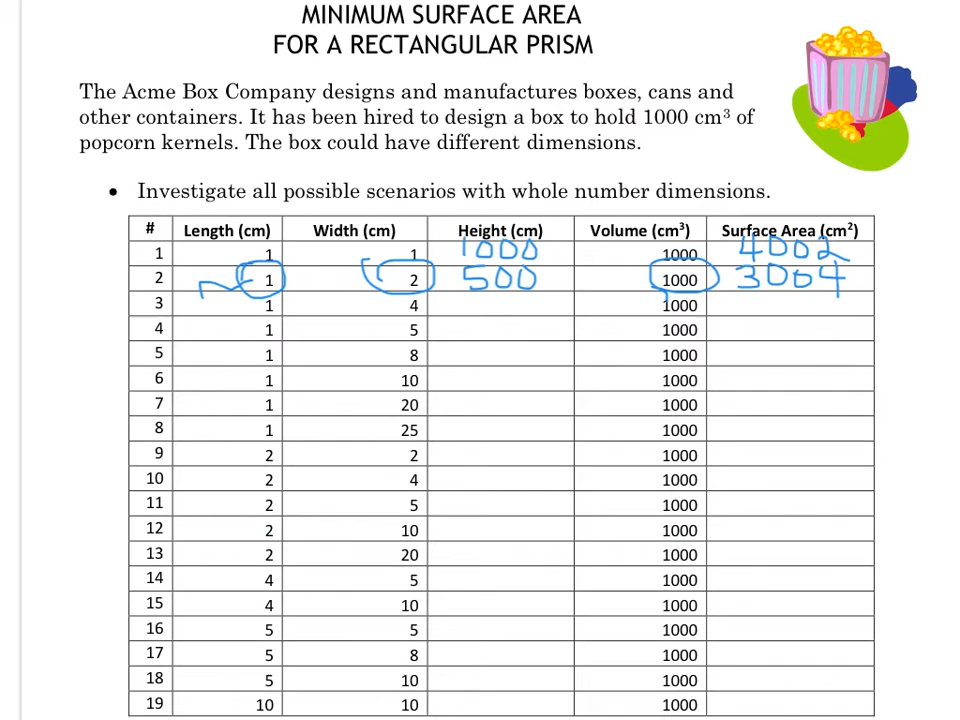 MINIMUM SURFACE AREA
FOR A RECTANGULAR PRISM
The Acme Box Company designs and manufactures boxes, cans and
other containers. It has been hired to design a box to hold 1000 cm³ of
popcorn kernels. The box could have different dimensions.
• Investigate all possible scenarios with whole number dimensions.
# Length (cm) Width (cm) Height (cm) Volume (cm³) Surface Area (cm²)
1 1 1 1000 1000 4002
2 1 2 500 1000 3004
3 1 4 1000
4 1 5 1000
5 1 8 1000
6 1 10 1000
7 1 20 1000
8 1 25 1000
9 2 2 1000
10 2 4 1000
11 2 5 1000
12 2 10 1000
13 2 20 1000
14 4 5 1000
15 4 10 1000
16 5 5 1000
17 5 8 1000
18 5 10 1000
19 10 10 1000